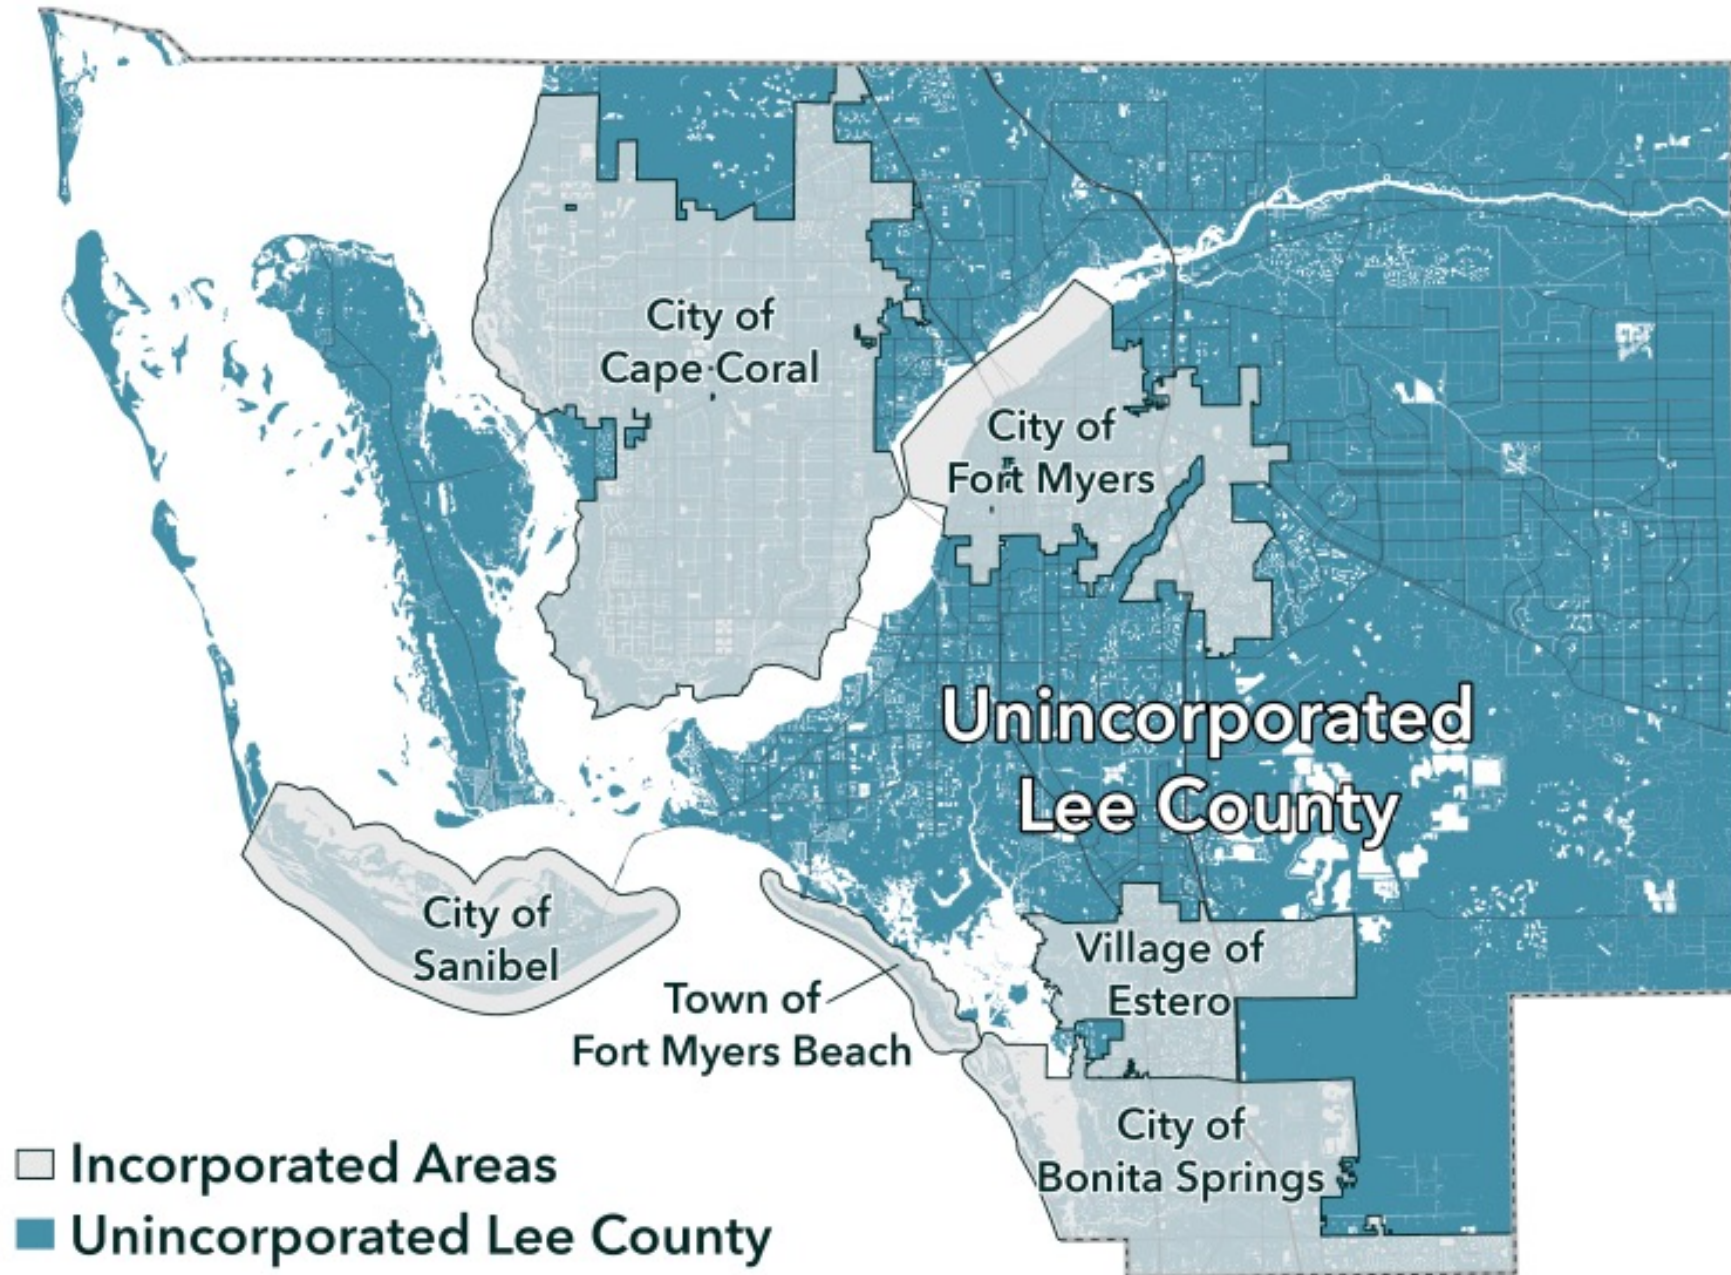 City of
Cape Coral
City of
Fort Myers
Unincorporated
Lee County
City of
Sanibel
Town of
Fort Myers Beach
Village of
Estero
City of
Bonita Springs
Incorporated Areas
Unincorporated Lee County